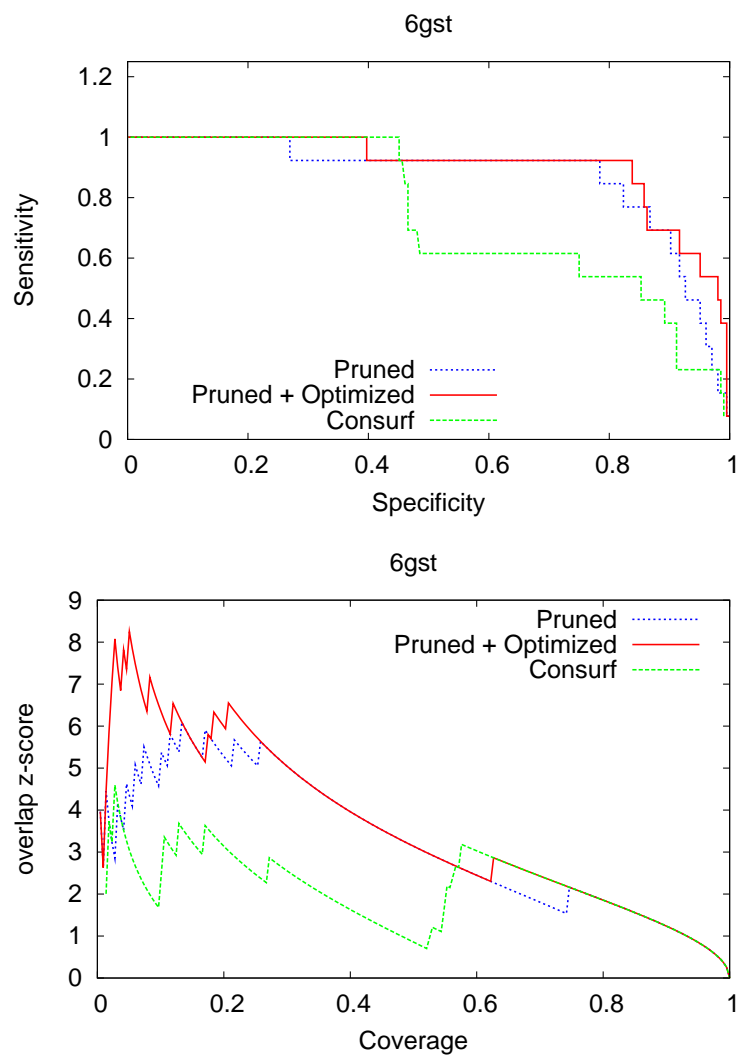 6gst
1.2
1
0.8
0.6
0.4
0.2
0
Sensitivity
Pruned
Pruned + Optimized
Consurf
0 0.2 0.4 0.6 0.8 1
Specificity
6gst
9
8
7
6
5
4
3
2
1
0
overlap z-score
Pruned
Pruned + Optimized
Consurf
0 0.2 0.4 0.6 0.8 1
Coverage